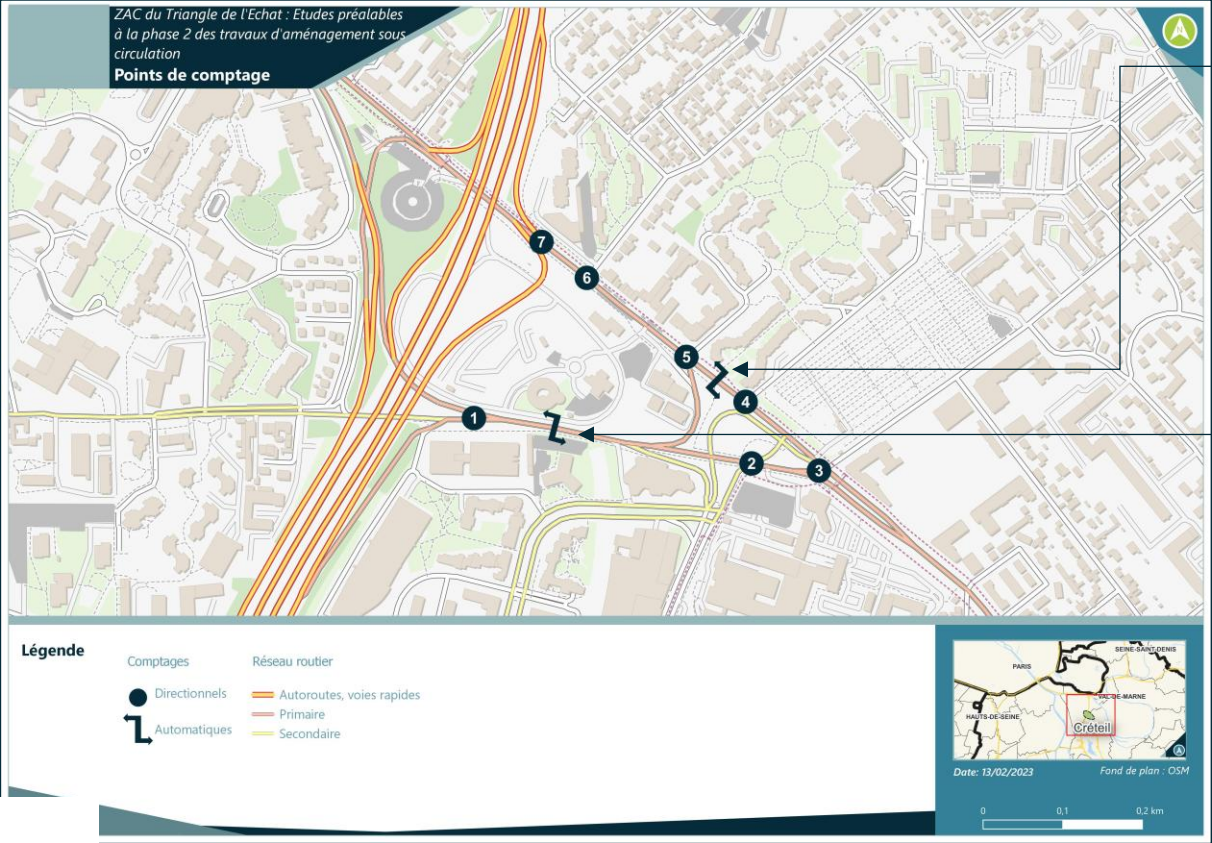 ZAC du Triangle de l'Echat : Etudes préalables
à la phase 2 des travaux d'aménagement sous
circulation
Points de comptage
7
6
5
4
1
2
3
Légende
Comptages
Directionnels
Automatiques
Réseau routier
Autoroutes, voies rapides
Primaire
Secondaire
PARIS
SEINE-SAINT-DENIS
VAL-DE-MARNE
HAUTS-DE-SEINE
Créteil
Date: 13/02/2023
Fond de plan : OSM
0 0,1 0,2 km